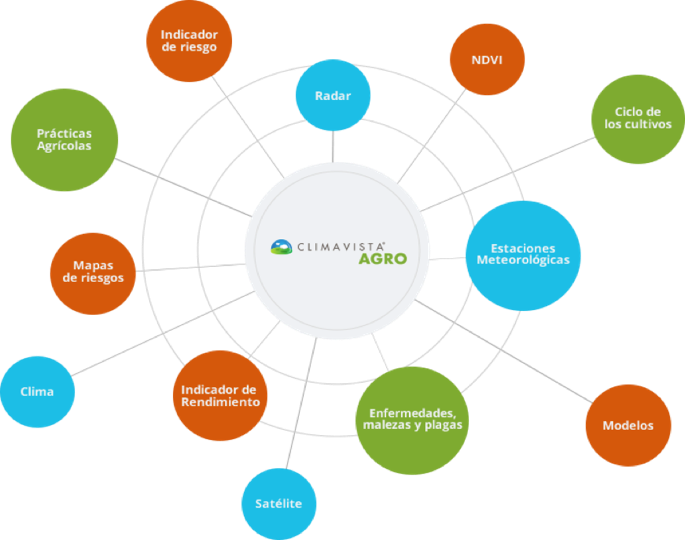 Indicador
de riesgo
NDVI
Radar
Ciclo de
los cultivos
Prácticas
Agrícolas
CLIMAVISTA®
AGRO
Estaciones
Meteorológicas
Mapas
de riesgos
Clima
Indicador de
Rendimiento
Enfermedades,
malezas y plagas
Modelos
Satélite